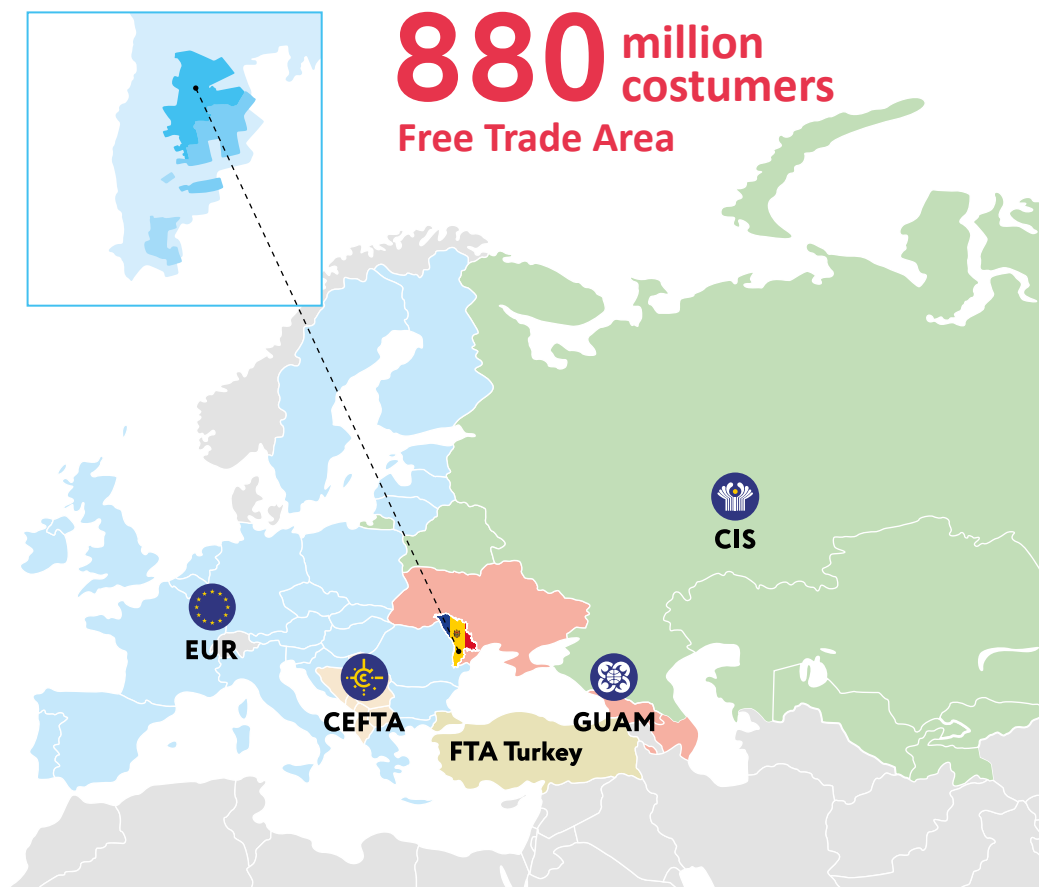 880 million
costumers
Free Trade Area
CIS
EUR
CEFTA
GUAM
FTA Turkey